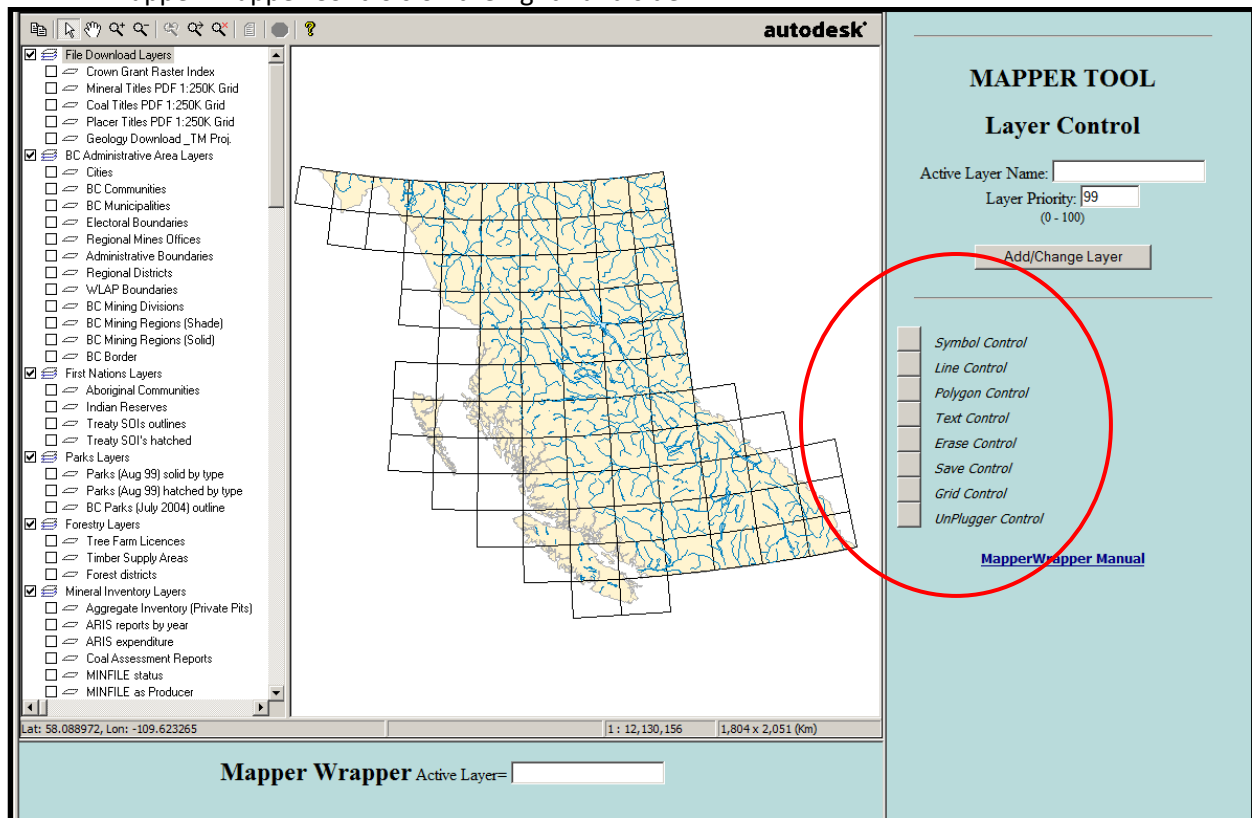 autodesk
File Download Layers
Crown Grant Raster Index
Mineral Titles PDF 1:250K Grid
Coal Titles PDF 1:250K Grid
Placer Titles PDF 1:250K Grid
Geology Download _TM Proj.
BC Administrative Area Layers
Cities
BC Communities
BC Municipalities
Electoral Boundaries
Regional Mines Offices
Administrative Boundaries
Regional Districts
WLAP Boundaries
BC Mining Divisions
BC Mining Regions (Shade)
BC Mining Regions (Solid)
BC Border
First Nations Layers
Aboriginal Communities
Indian Reserves
Treaty SOIs outlines
Treaty SOI's hatched
Parks Layers
Parks (Aug 99) solid by type
Parks (Aug 99) hatched by type
BC Parks (July 2004) outline
Forestry Layers
Tree Farm Licences
Timber Supply Areas
Forest districts
Mineral Inventory Layers
Aggregate Inventory (Private Pits)
ARIS reports by year
ARIS expenditure
Coal Assessment Reports
MINFILE status
MINFILE as Producer
Lat: 58.088972, Lon: -109.623265
1 : 12,130,156
1,804 x 2,051 (Km)
Mapper Wrapper Active Layer=
MAPPER TOOL
Layer Control
Active Layer Name:
Layer Priority: 99
(0 - 100)
Add/Change Layer
Symbol Control
Line Control
Polygon Control
Text Control
Erase Control
Save Control
Grid Control
UnPlugger Control
MapperWrapper Manual